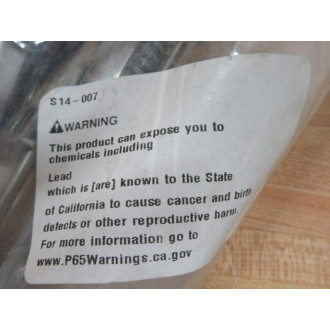 S14-007
⚠WARNING
This product can expose you to
chemicals including
Lead
which is [are] known to the State
of California to cause cancer and birth
defects or other reproductive harm.
For more information go to
www.P65Warnings.ca.gov